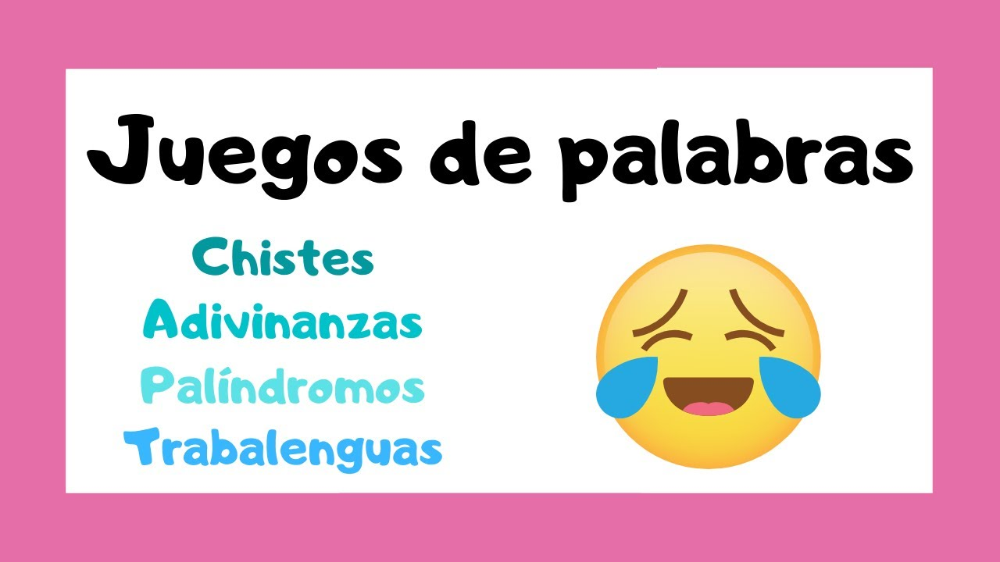 Juegos de palabras
Chistes
Adivinanzas
Palíndromos
Trabalenguas